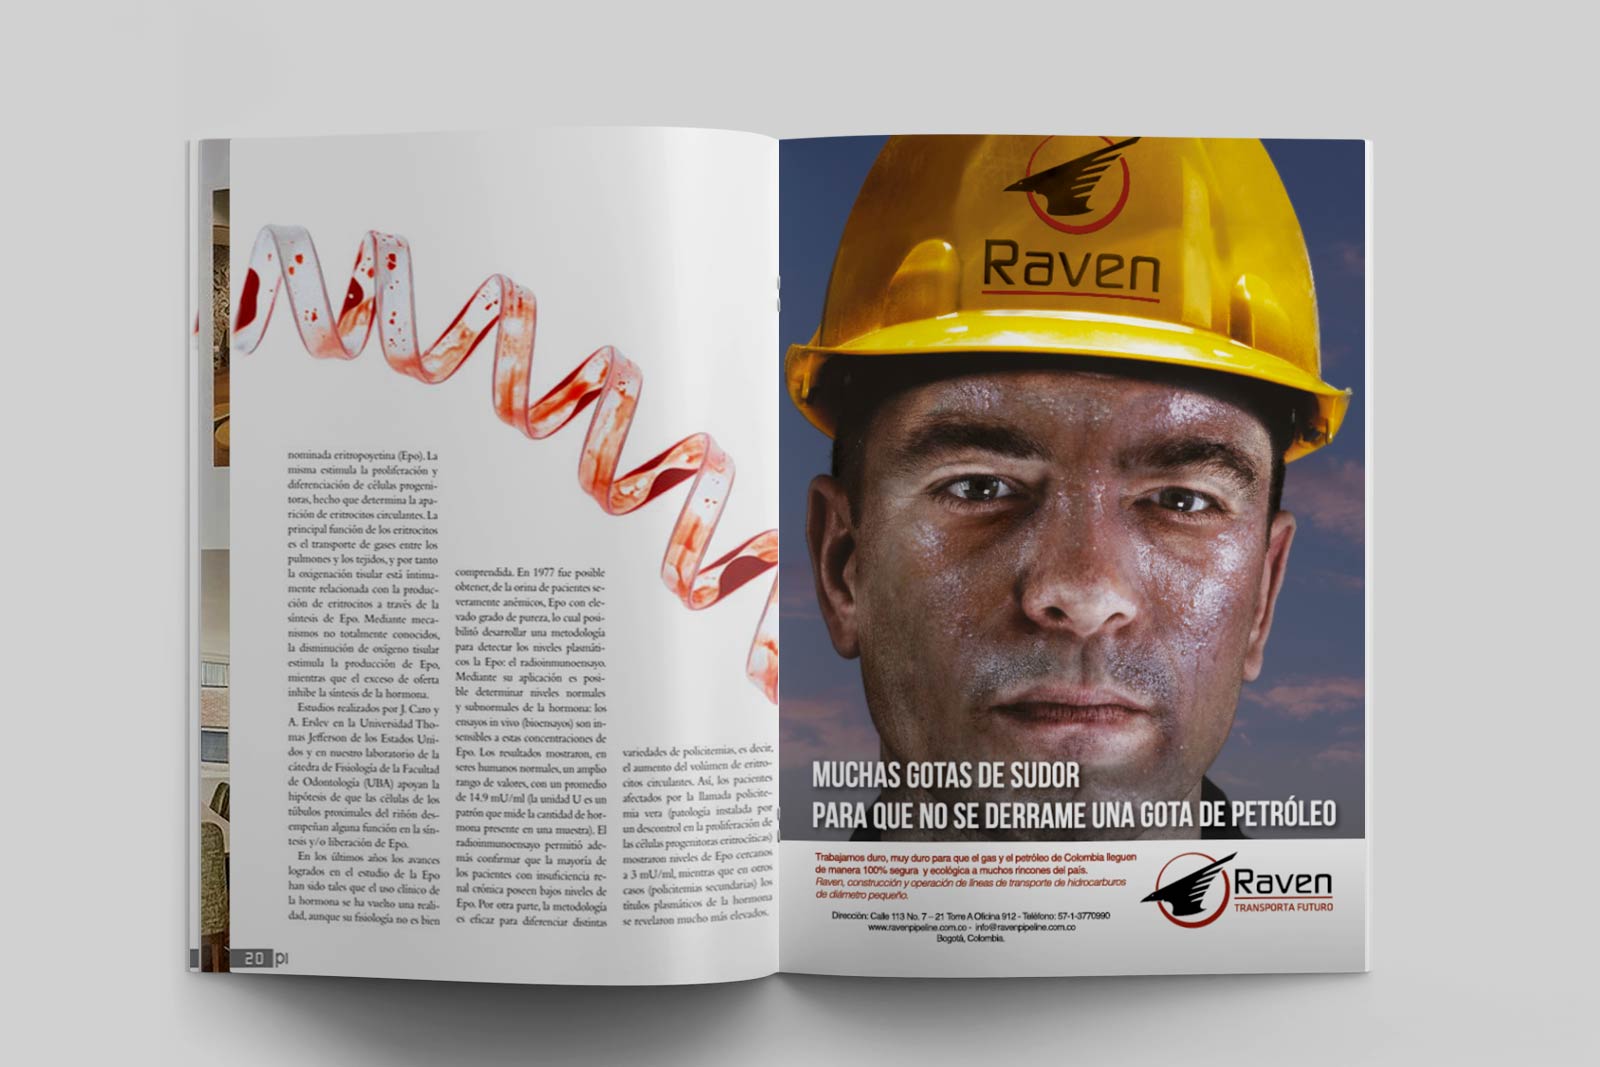 nominada eritropoyetina (Epo). La
misma estimula la proliferación y
diferenciación de células progeni-
toras, hecho que determina la apa-
rición de eritrocitos circulantes. La
principal función de los eritrocitos
es el transporte de gases entre los
pulmones y los tejidos, y por tanto
la oxigenación tisular está íntima-
mente relacionada con la produc-
ción de eritrocitos a través de la
síntesis de Epo. Mediante meca-
nismos no totalmente conocidos,
la disminución de oxígeno tisular
estimula la producción de Epo,
mientras que el exceso de oferta
inhibe la síntesis de la hormona.
Estudios realizados por J. Caro y
A. Erslev en la Universidad Tho-
mas Jefferson de los Estados Uni-
dos y en nuestro laboratorio de la
cátedra de Fisiología de la Facultad
de Odontología (UBA) apoyan la
hipótesis de que las células de los
túbulos proximales del riñón des-
empeñan alguna función en la sín-
tesis y/o liberación de Epo.
En los últimos años los avances
logrados en el estudio de la Epo
han sido tales que el uso clínico de
la hormona se ha vuelto una reali-
dad, aunque su fisiología no es bien
comprendida. En 1977 fue posible
obtener, de la orina de pacientes se-
veramente anémicos, Epo con ele-
vado grado de pureza, lo cual posi-
bilitó desarrollar una metodología
para detectar los niveles plasmáti-
cos la Epo: el radioinmunoensayo.
Mediante su aplicación es posi-
ble determinar niveles normales
y subnormales de la hormona: los
ensayos in vivo (bioensayos) son in-
sensibles a estas concentraciones de
Epo. Los resultados mostraron, en
seres humanos normales, un amplio
rango de valores, con un promedio
de 14.9 mU/ml (la unidad U es un
patrón que mide la cantidad de hor-
mona presente en una muestra). El
radioinmunoensayo permitió ade-
más confirmar que la mayoría de
los pacientes con insuficiencia re-
nal crónica poseen bajos niveles de
Epo. Por otra parte, la metodología
es eficaz para diferenciar distintas
variedades de policitemias, es decir,
el aumento del volúmen de eritro-
citos circulantes. Así, los pacientes
afectados por la llamada policite-
mia vera (patología instalada por
un descontrol en la proliferación de
las células progenitoras eritrocíticas)
mostraron niveles de Epo cercanos
a 3 mU/ml, mientras que en otros
casos (policitemias secundarias) los
títulos plasmáticos de la hormona
se revelaron mucho más elevados.
20 pi
Raven
MUCHAS GOTAS DE SUDOR
PARA QUE NO SE DERRAME UNA GOTA DE PETRÓLEO
Trabajamos duro, muy duro para que el gas y el petróleo de Colombia lleguen
de manera 100% segura y ecológica a muchos rincones del país.
Raven, construcción y operación de líneas de transporte de hidrocarburos
de diámetro pequeño.
Dirección: Calle 113 No. 7 – 21 Torre A Oficina 912 - Teléfono: 57-1-3770990
www.ravenpipeline.com.co - info@ravenpipeline.com.co
Bogotá, Colombia.
Raven
TRANSPORTA FUTURO